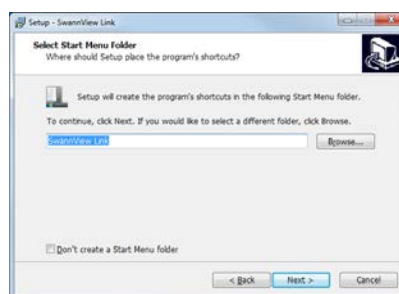 Setup - SwannView Link
Select Start Menu Folder
Where should Setup place the program's shortcuts?
Setup will create the program's shortcuts in the following Start Menu folder.
To continue, click Next. If you would like to select a different folder, click Browse.
SwannView Link
Browse...
Don't create a Start Menu folder
< Back
Next >
Cancel